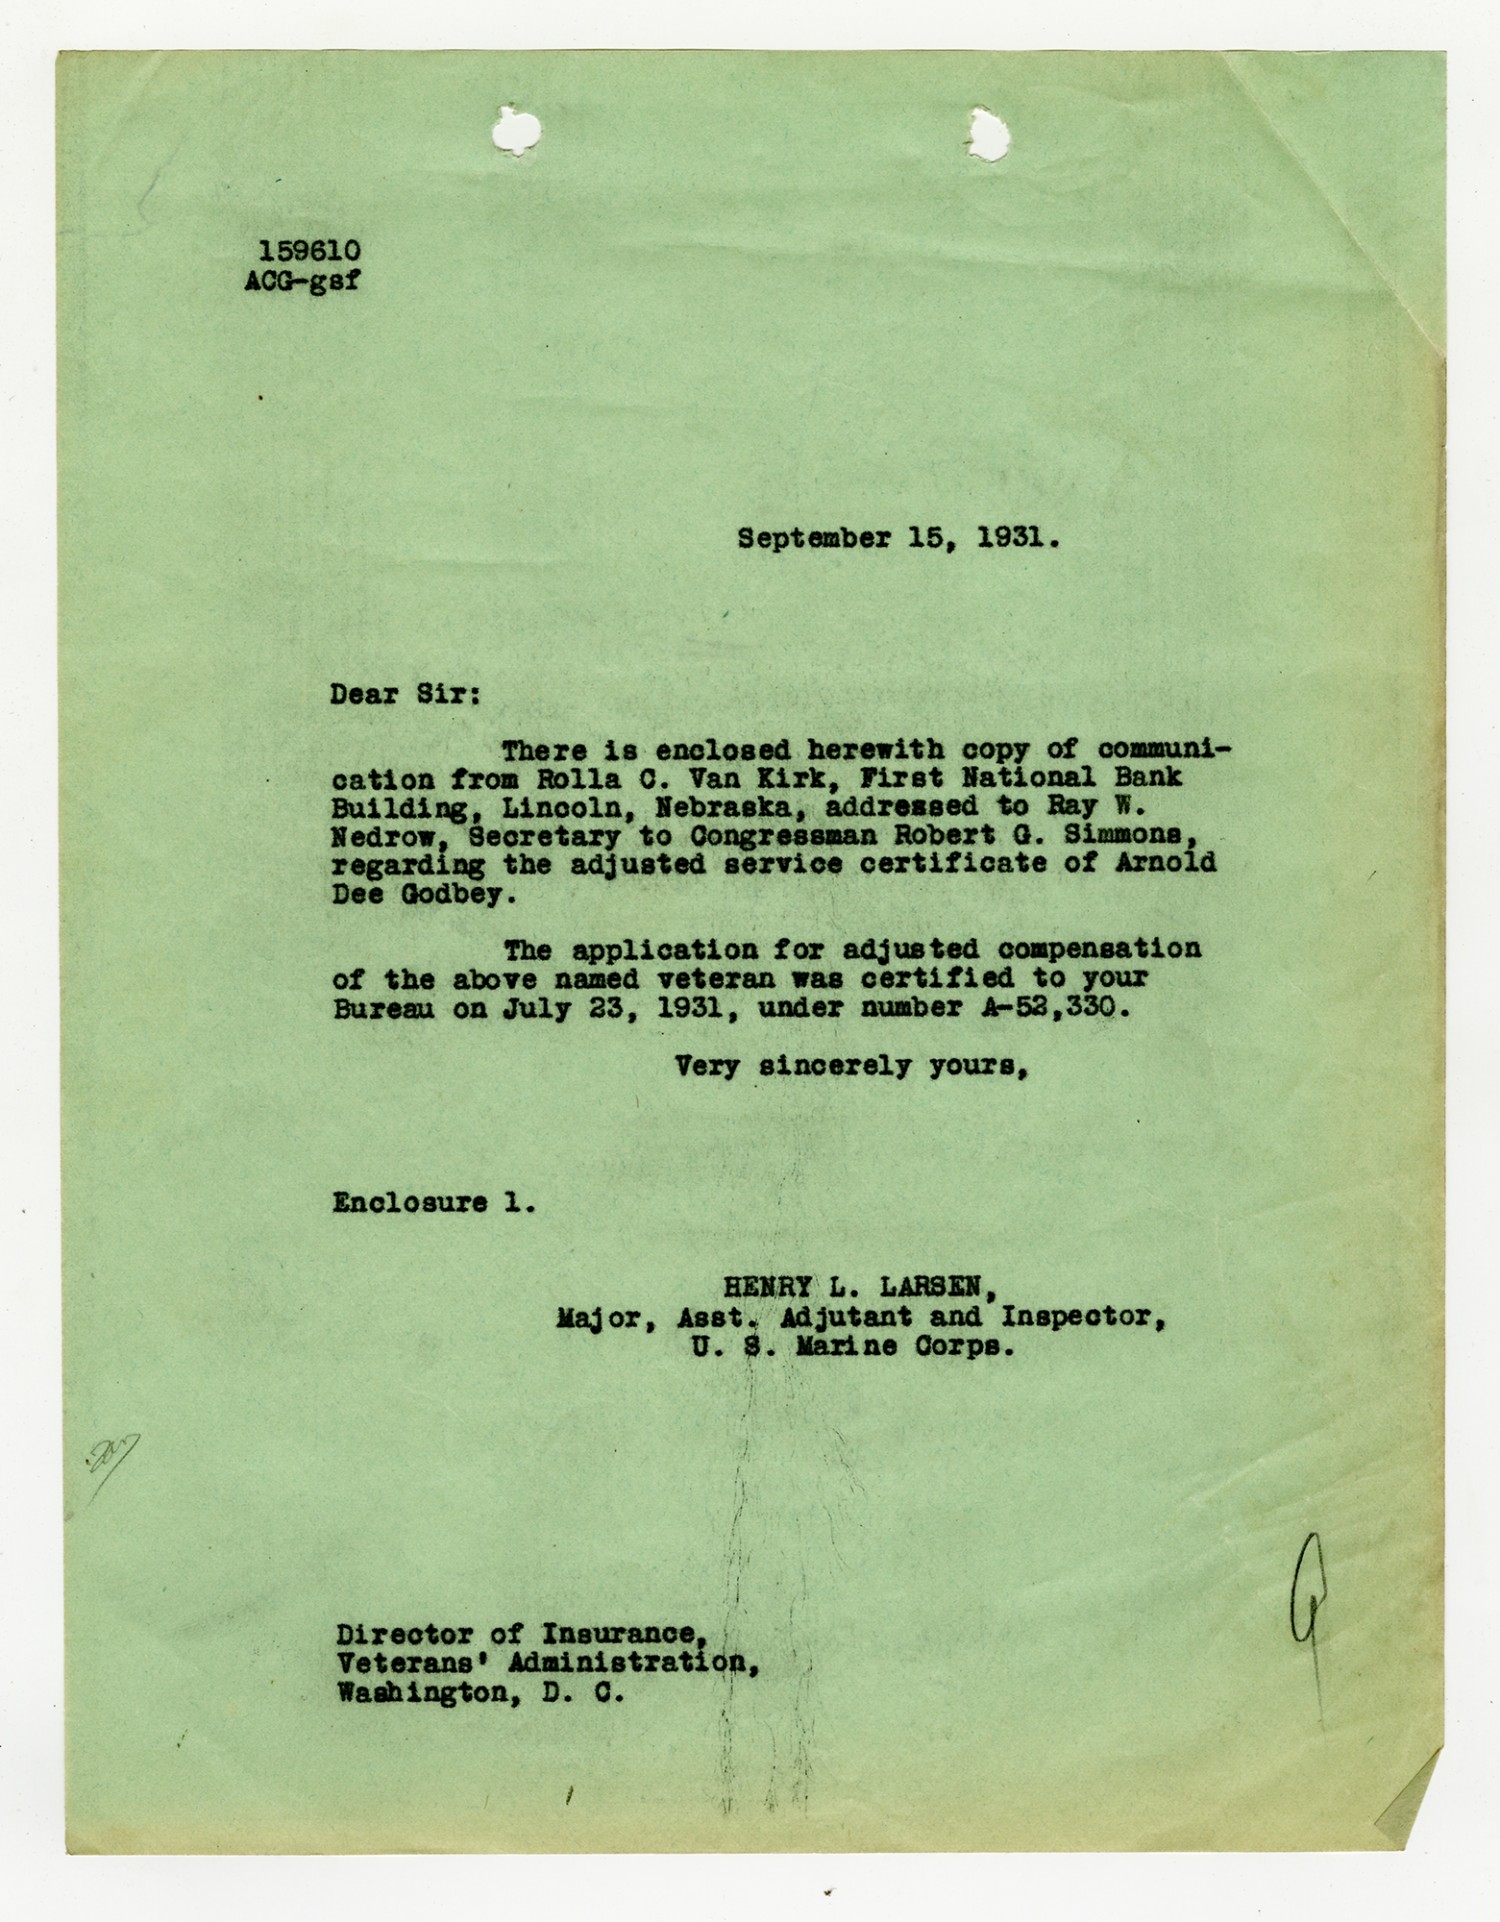 159610
ACG-gsf
September 15, 1931.
Dear Sir:
There is enclosed herewith copy of communi-
cation from Rolla C. Van Kirk, First National Bank
Building, Lincoln, Nebraska, addressed to Ray W.
Nedrow, Secretary to Congressman Robert G. Simmons,
regarding the adjusted service certificate of Arnold
Dee Godbey.
The application for adjusted compensation
of the above named veteran was certified to your
Bureau on July 23, 1931, under number A-52,330.
Very sincerely yours,
Enclosure 1.
HENRY L. LARSEN,
Major, Asst. Adjutant and Inspector,
U. S. Marine Corps.
Director of Insurance,
Veterans' Administration,
Washington, D. C.